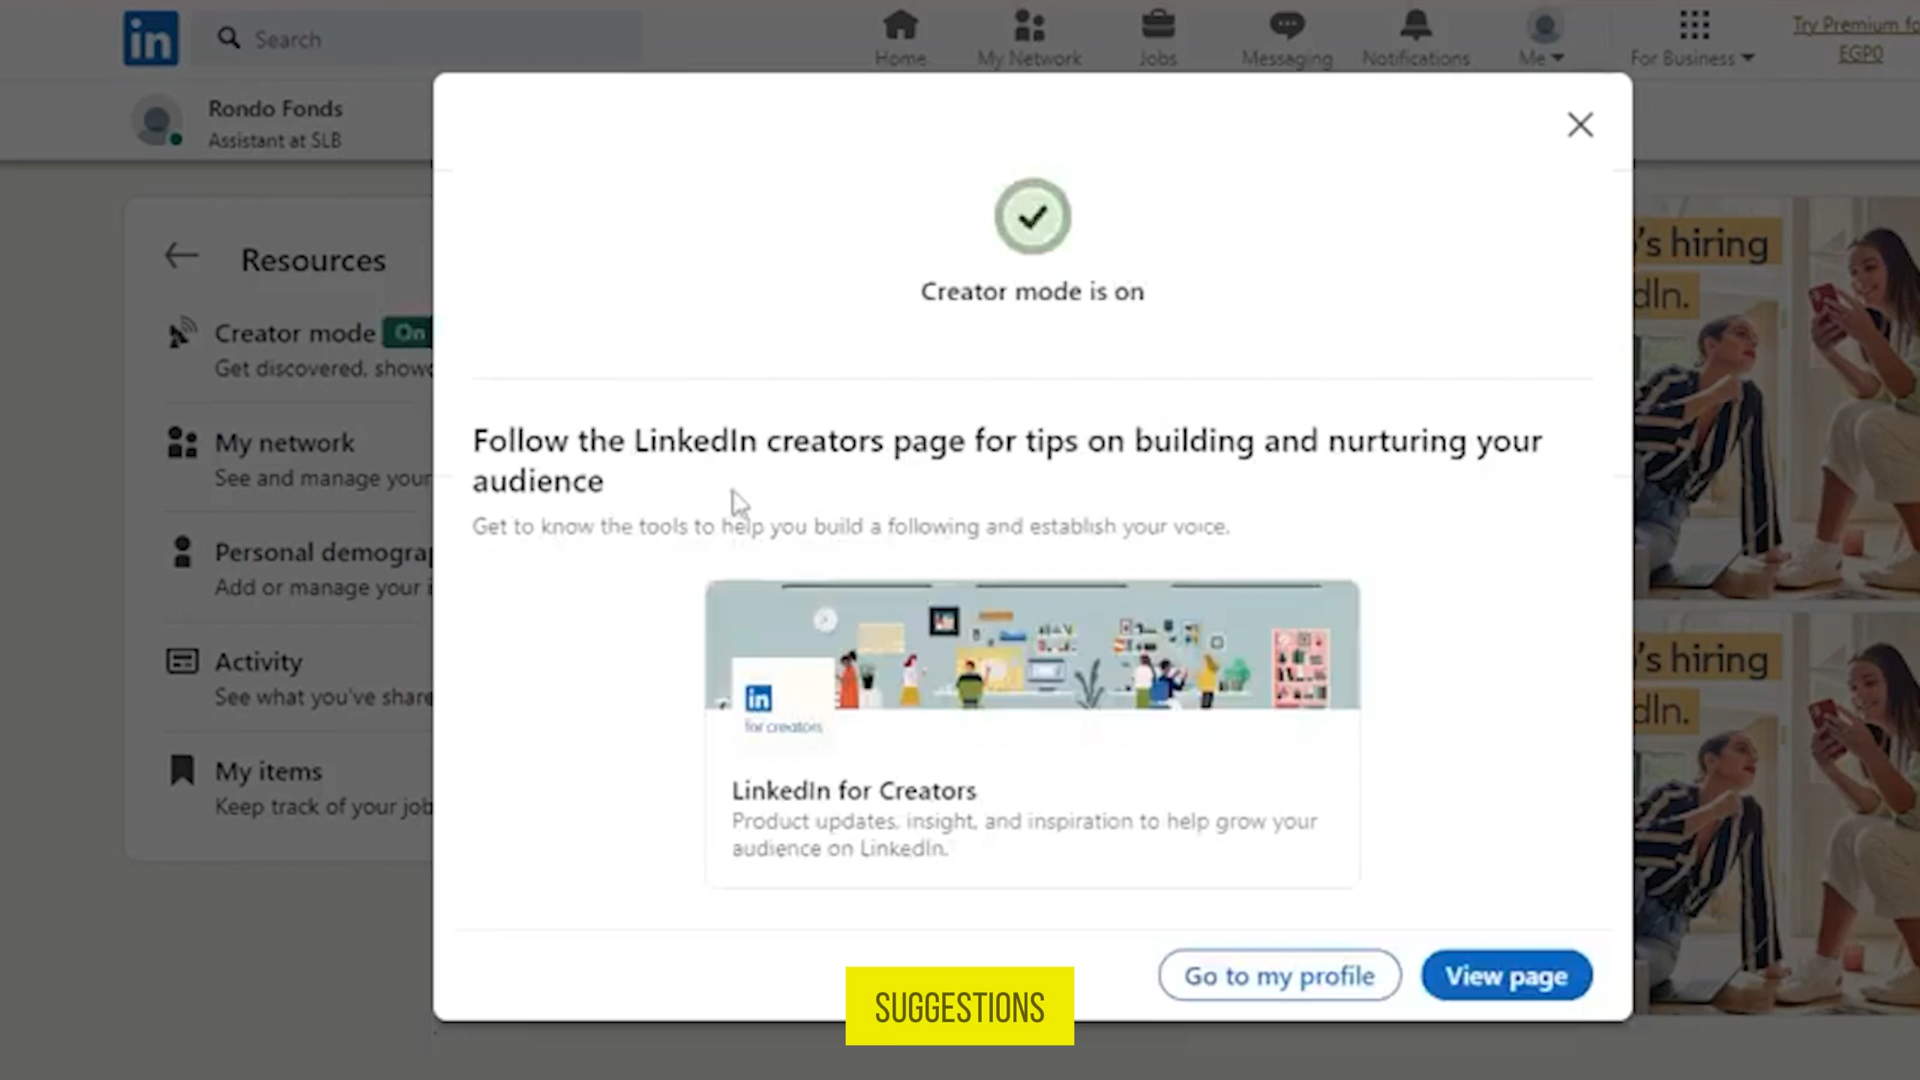 in
Search
Home
My Network
Jobs
Messaging
Notifications
Me
For Business
Try Premium fo
EGP0
Rondo Fonds
Assistant at SLB
Resources
Creator mode On
Get discovered, showc
My network
See and manage your
Personal demograp
Add or manage your i
Activity
See what you've share
My items
Keep track of your job
Creator mode is on
Follow the LinkedIn creators page for tips on building and nurturing your
audience
Get to know the tools to help you build a following and establish your voice.
in
for creators
LinkedIn for Creators
Product updates, insight, and inspiration to help grow your
audience on LinkedIn.
Go to my profile
View page
SUGGESTIONS
's hiring
dIn.
's hiring
dIn.